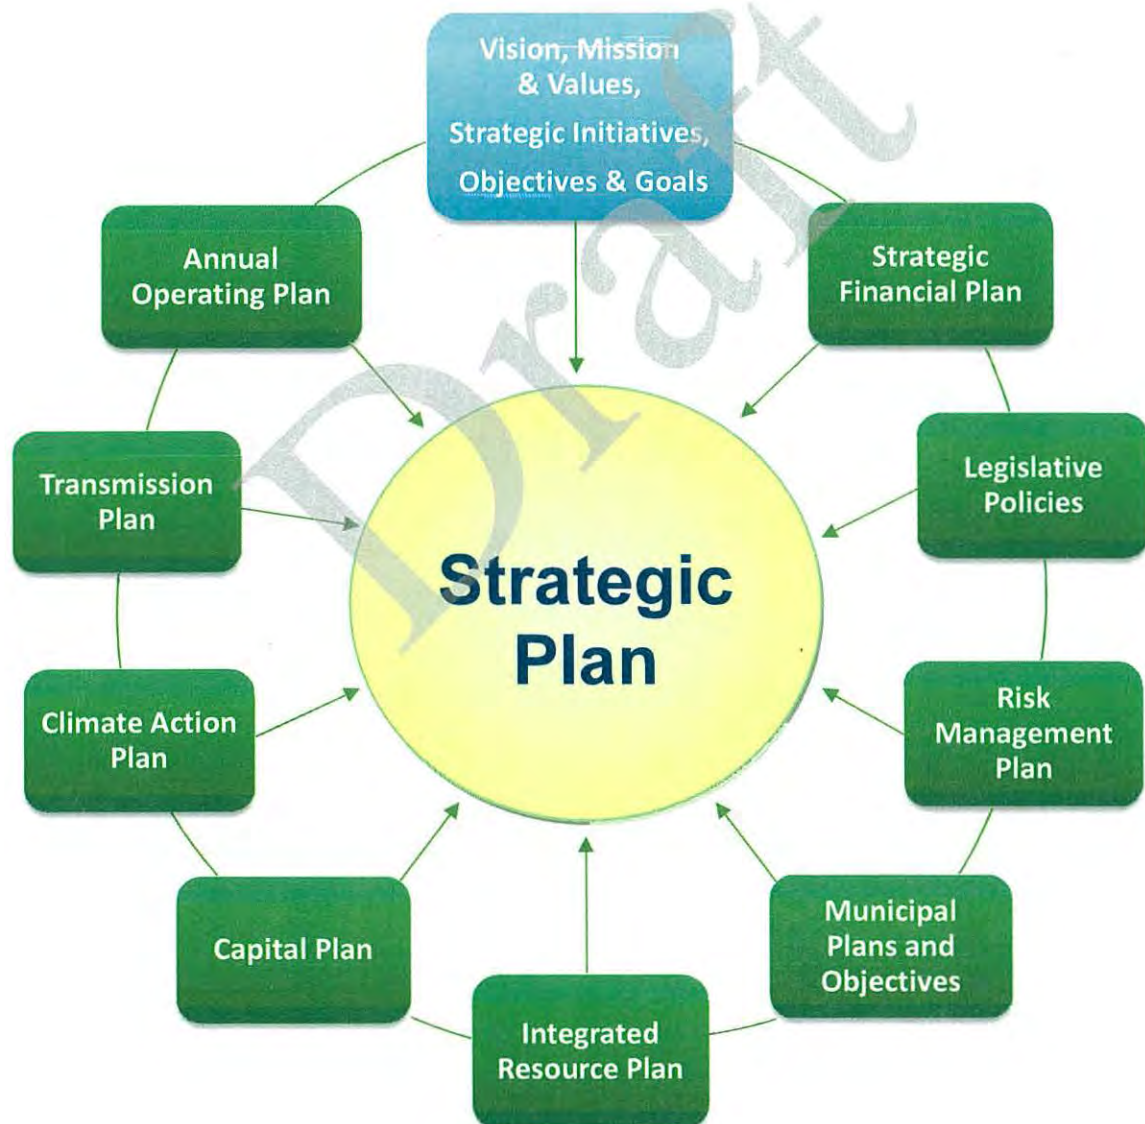 Vision, Mission
& Values,
Strategic Initiatives,
Objectives & Goals
Annual
Operating Plan
Strategic
Financial Plan
Transmission
Plan
Legislative
Policies
Strategic
Plan
Climate Action
Plan
Risk
Management
Plan
Capital Plan
Municipal
Plans and
Objectives
Integrated
Resource Plan
Draft